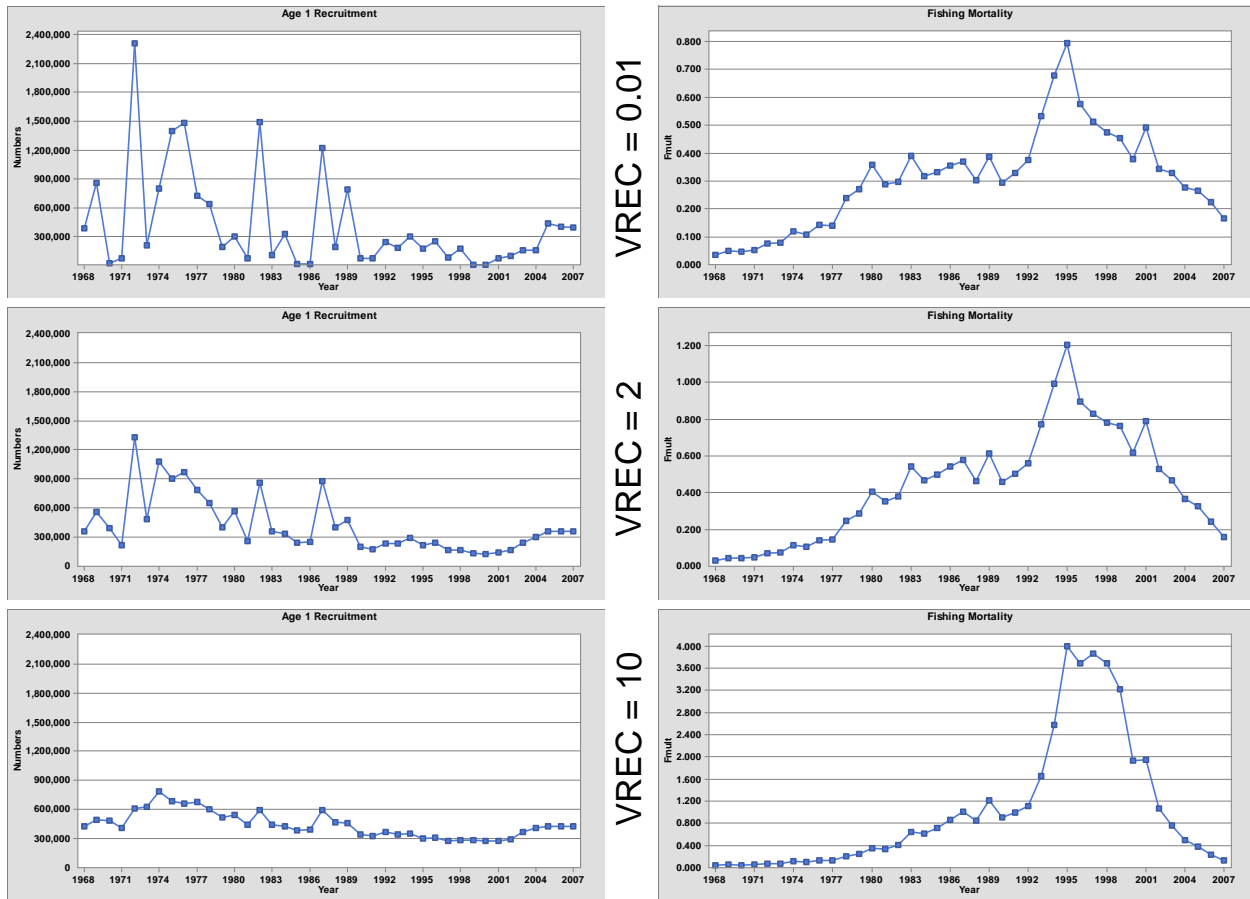 Age 1 Recruitment
2,400,000
2,100,000
1,800,000
1,500,000
1,200,000
900,000
600,000
300,000
Numbers
1968 1971 1974 1977 1980 1983 1986 1989 1992 1995 1998 2001 2004 2007
Year
VREC = 0.01
Fishing Mortality
0.800
0.700
0.600
0.500
0.400
0.300
0.200
0.100
0.000
Fmult
1968 1971 1974 1977 1980 1983 1986 1989 1992 1995 1998 2001 2004 2007
Year
Age 1 Recruitment
2,400,000
2,100,000
1,800,000
1,500,000
1,200,000
900,000
600,000
300,000
0
Numbers
1968 1971 1974 1977 1980 1983 1986 1989 1992 1995 1998 2001 2004 2007
Year
VREC = 2
Fishing Mortality
1.200
1.000
0.800
0.600
0.400
0.200
0.000
Fmult
1968 1971 1974 1977 1980 1983 1986 1989 1992 1995 1998 2001 2004 2007
Year
Age 1 Recruitment
2,400,000
2,100,000
1,800,000
1,500,000
1,200,000
900,000
600,000
300,000
0
Numbers
1968 1971 1974 1977 1980 1983 1986 1989 1992 1995 1998 2001 2004 2007
Year
VREC = 10
Fishing Mortality
4.000
3.600
3.200
2.800
2.400
2.000
1.600
1.200
0.800
0.400
0.000
Fmult
1968 1971 1974 1977 1980 1983 1986 1989 1992 1995 1998 2001 2004 2007
Year